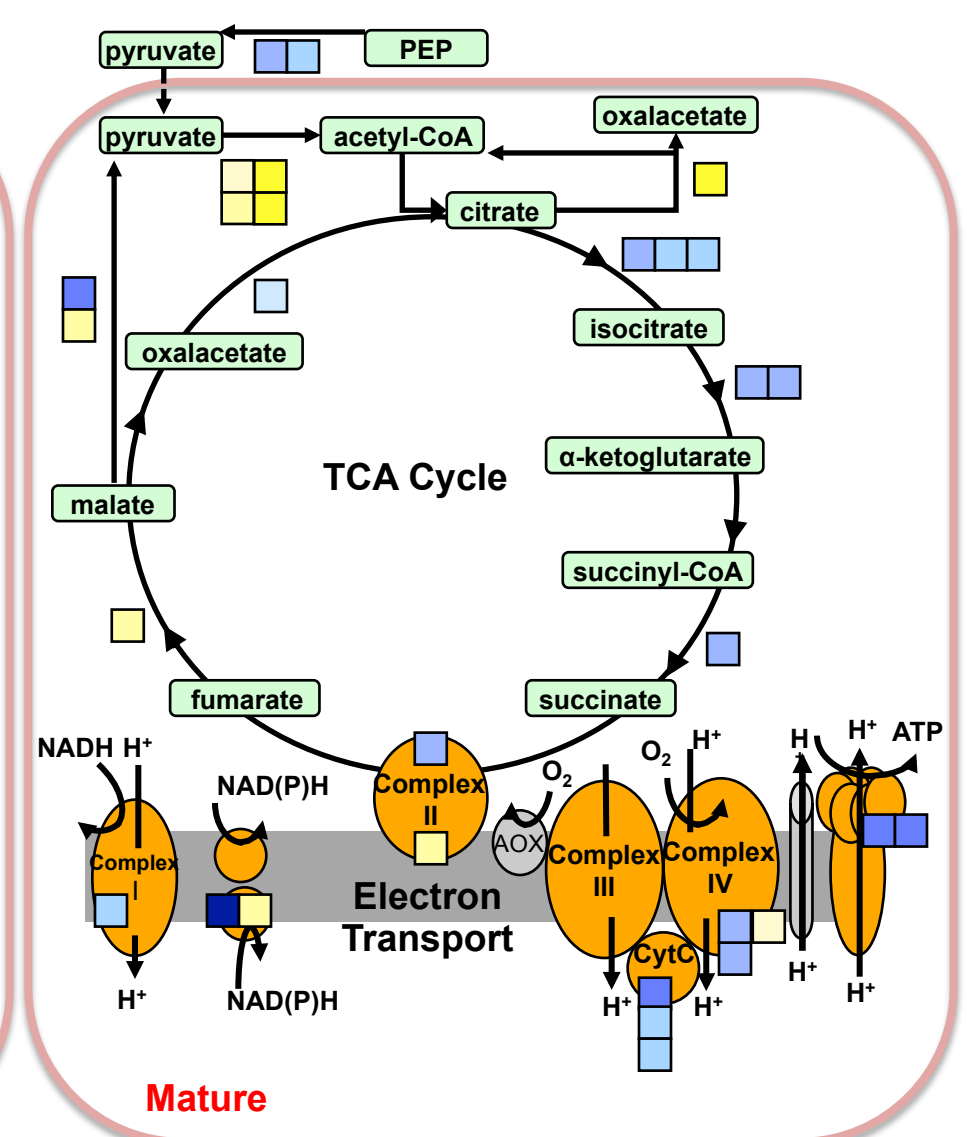 pyruvate
PEP
pyruvate
acetyl-CoA
oxalacetate
citrate
isocitrate
oxalacetate
α-ketoglutarate
TCA Cycle
malate
succinyl-CoA
fumarate
succinate
NADH H⁺
NAD(P)H
Complex
II
O₂
O₂
H⁺
H⁺
H⁺
ATP
AOX
Complex
I
Complex
III
Complex
IV
Electron
Transport
CytC
H⁺
NAD(P)H
H⁺
H⁺
H⁺
H⁺
Mature